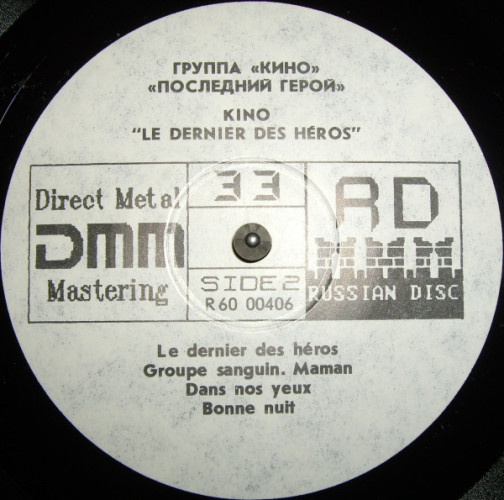 ГРУППА «КИНО»
«ПОСЛЕДНИЙ ГЕРОЙ»
KINO
"LE DERNIER DES HÉROS"
Direct Metal
DMM
Mastering
33
SIDE 2
R 60 00406
RD
RUSSIAN DISC
Le dernier des héros
Groupe sanguin. Maman
Dans nos yeux
Bonne nuit